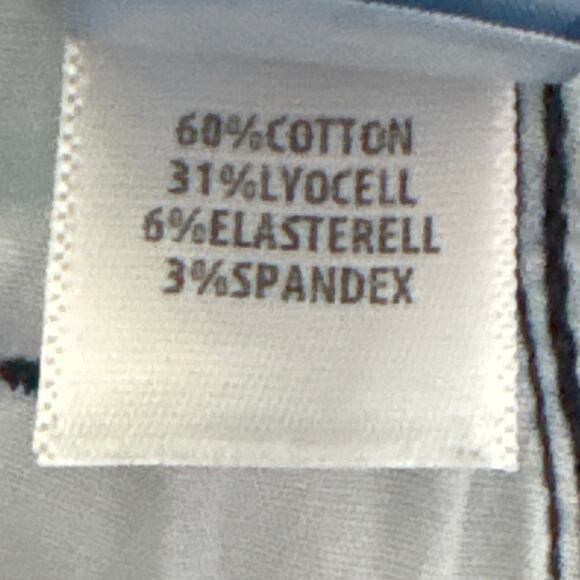 60%COTTON
31%LYOCELL
6%ELASTERELL
3%SPANDEX